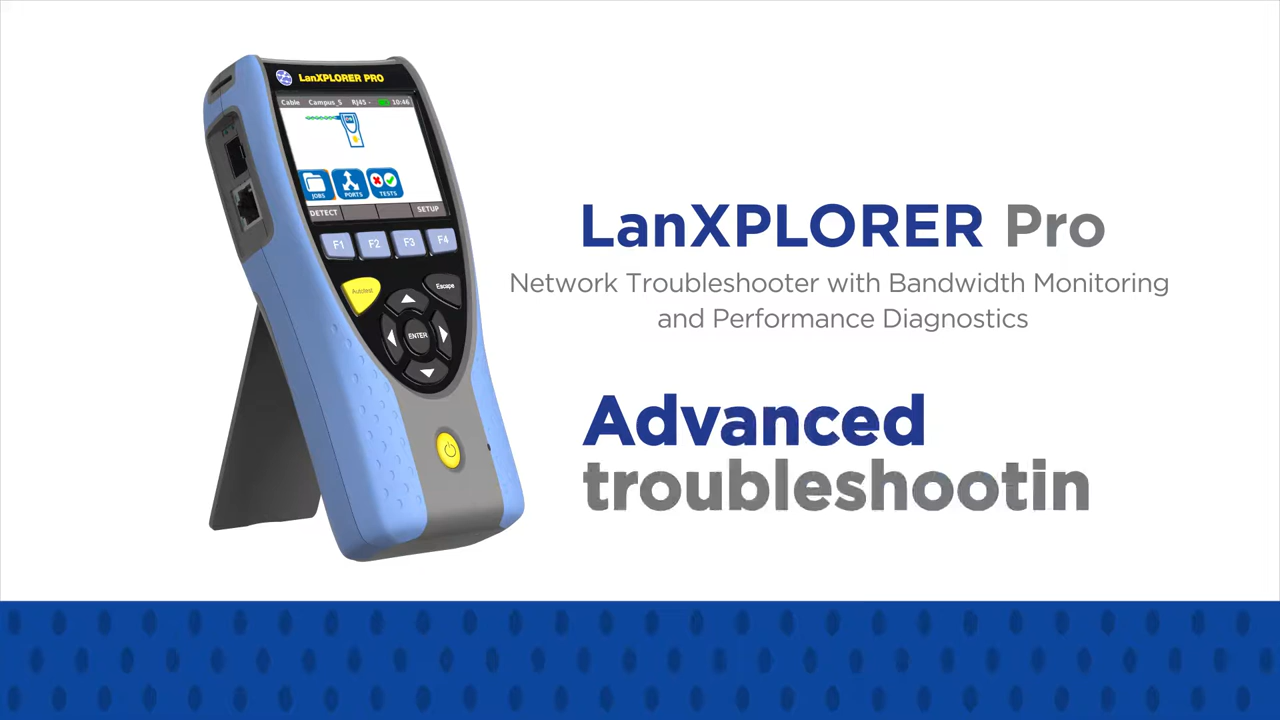 LanXPLORER PRO
Cable Campus_5 RJ45 - 10:46
JOBS PORTS TESTS
DETECT SETUP
F1 F2 F3 F4
Autotest
Escape
ENTER
LanXPLORER Pro
Network Troubleshooter with Bandwidth Monitoring
and Performance Diagnostics
Advanced
troubleshootin